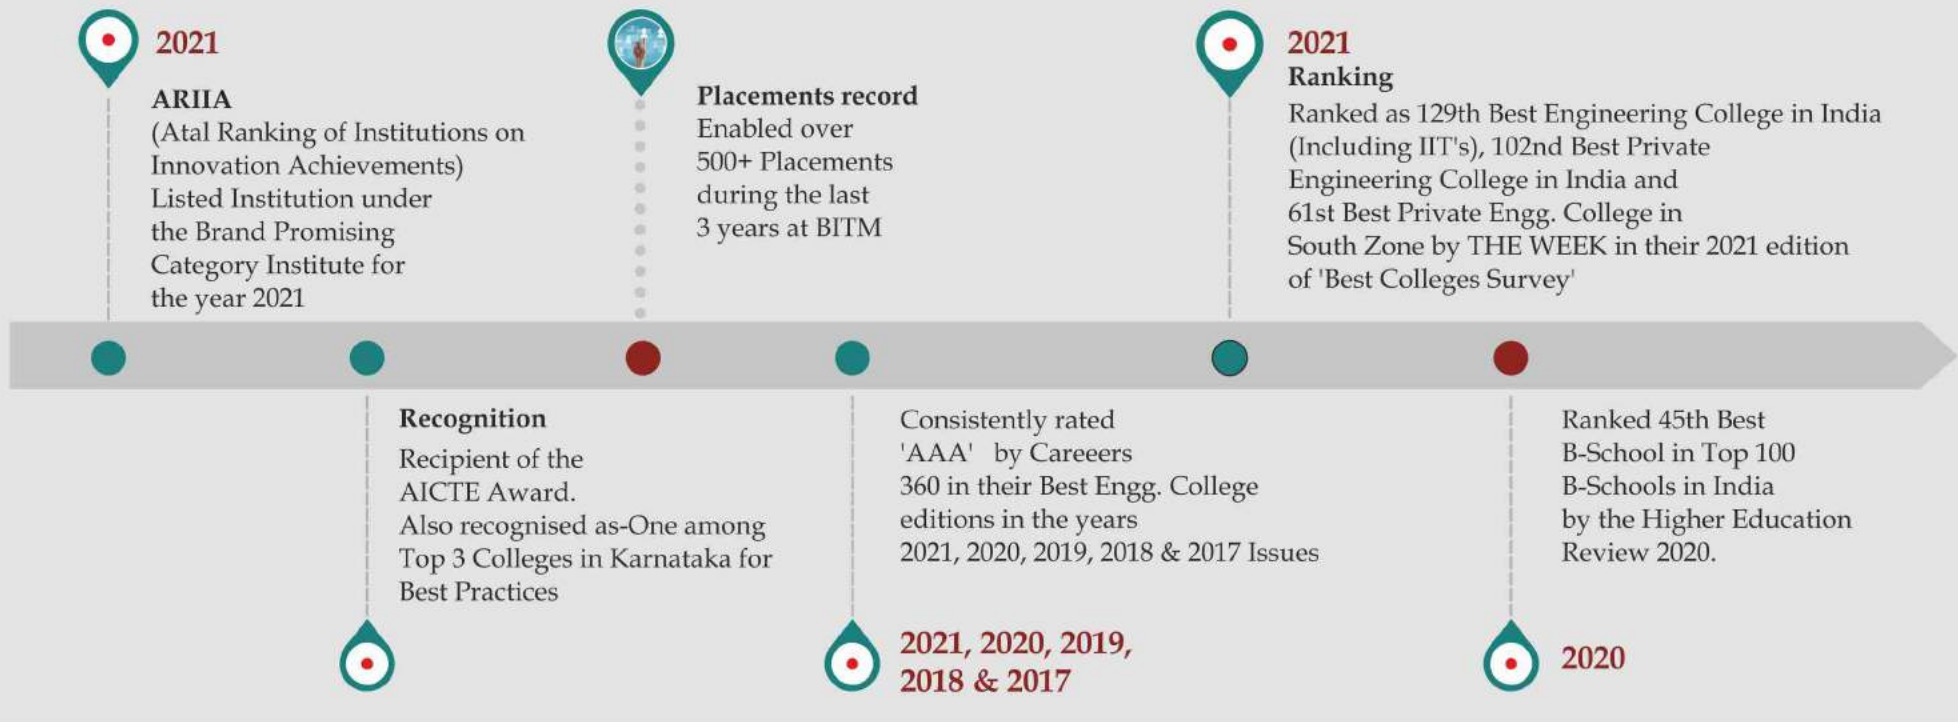 2021
ARIIA
(Atal Ranking of Institutions on
Innovation Achievements)
Listed Institution under
the Brand Promising
Category Institute for
the year 2021
Recognition
Recipient of the
AICTE Award.
Also recognised as-One among
Top 3 Colleges in Karnataka for
Best Practices
Placements record
Enabled over
500+ Placements
during the last
3 years at BITM
Consistently rated
'AAA' by Careeers
360 in their Best Engg. College
editions in the years
2021, 2020, 2019, 2018 & 2017 Issues
2021, 2020, 2019,
2018 & 2017
2021
Ranking
Ranked as 129th Best Engineering College in India
(Including IIT's), 102nd Best Private
Engineering College in India and
61st Best Private Engg. College in
South Zone by THE WEEK in their 2021 edition
of 'Best Colleges Survey'
Ranked 45th Best
B-School in Top 100
B-Schools in India
by the Higher Education
Review 2020.
2020